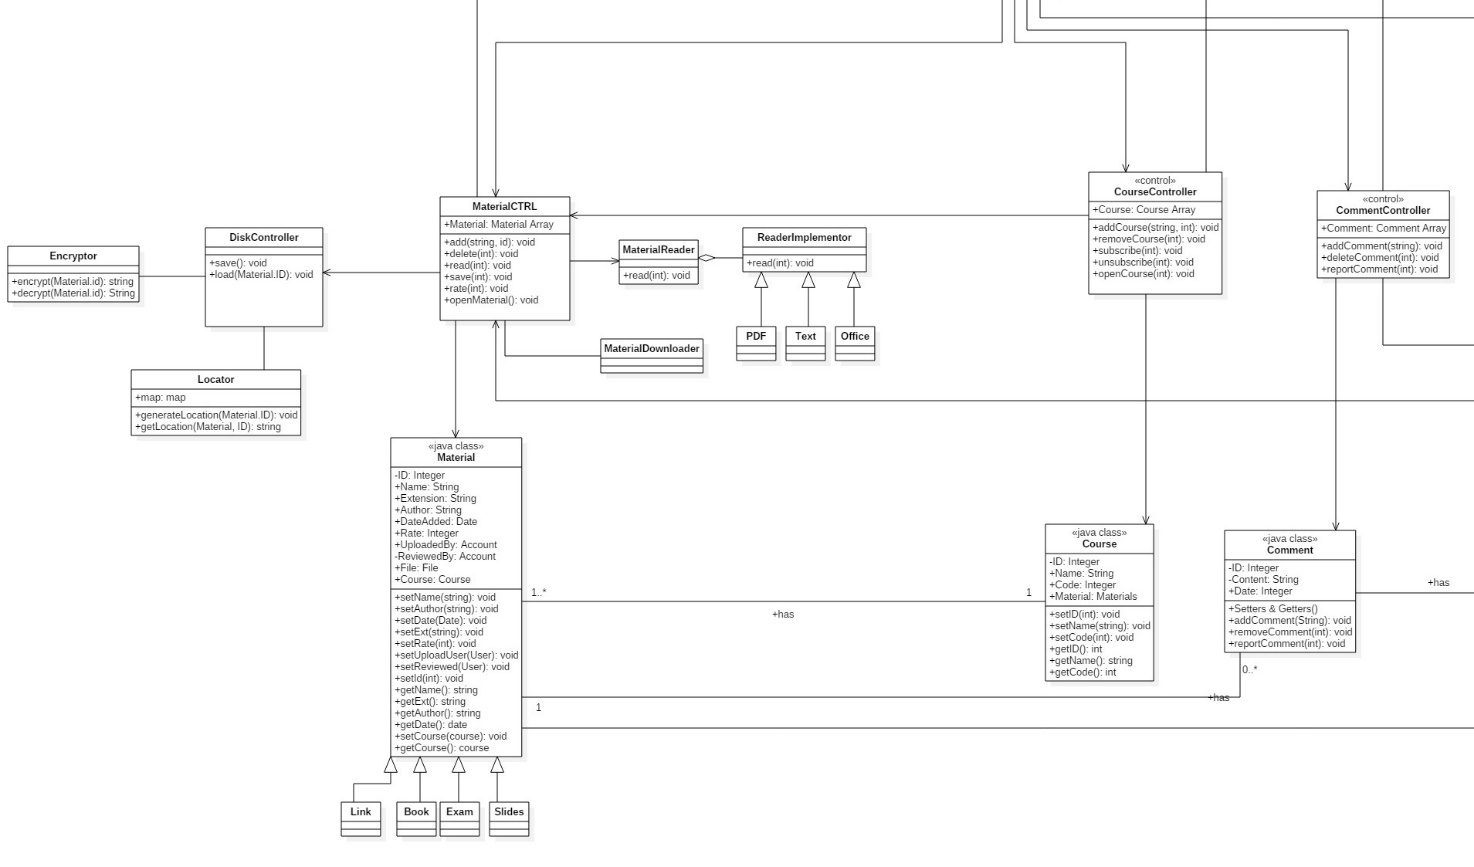 Encryptor
+encrypt(Material.id): string
+decrypt(Material.id): String
DiskController
+save(): void
+load(Material.ID): void
Locator
+map: map
+generateLocation(Material.ID): void
+getLocation(Material, ID): string
MaterialCTRL
+Material: Material Array
+add(string, id): void
+delete(int): void
+read(int): void
+save(int): void
+rate(int): void
+openMaterial(): void
MaterialReader
+read(int): void
ReaderImplementor
+read(int): void
PDF
Text
Office
MaterialDownloader
«control»
CourseController
+Course: Course Array
+addCourse(string, int): void
+removeCourse(int): void
+subscribe(int): void
+unsubscribe(int): void
+openCourse(int): void
«control»
CommentController
+Comment: Comment Array
+addComment(string): void
+deleteComment(int): void
+reportComment(int): void
«java class»
Material
-ID: Integer
+Name: String
+Extension: String
+Author: String
+DateAdded: Date
+Rate: Integer
+UploadedBy: Account
-ReviewedBy: Account
+File: File
+Course: Course
+setName(string): void
+setAuthor(string): void
+setDate(Date): void
+setExt(string): void
+setRate(int): void
+setUploadUser(User): void
+setReviewed(User): void
+setId(int): void
+getName(): string
+getExt(): string
+getAuthor(): string
+getDate(): date
+setCourse(course): void
+getCourse(): course
Link
Book
Exam
Slides
1..*
+has
1
«java class»
Course
-ID: Integer
+Name: String
+Code: Integer
+Material: Materials
+setID(int): void
+setName(string): void
+setCode(int): void
+getID(): int
+getName(): string
+getCode(): int
«java class»
Comment
-ID: Integer
-Content: String
+Date: Integer
+Setters & Getters()
+addComment(String): void
+removeComment(int): void
+reportComment(int): void
+has
0..*
+has
1